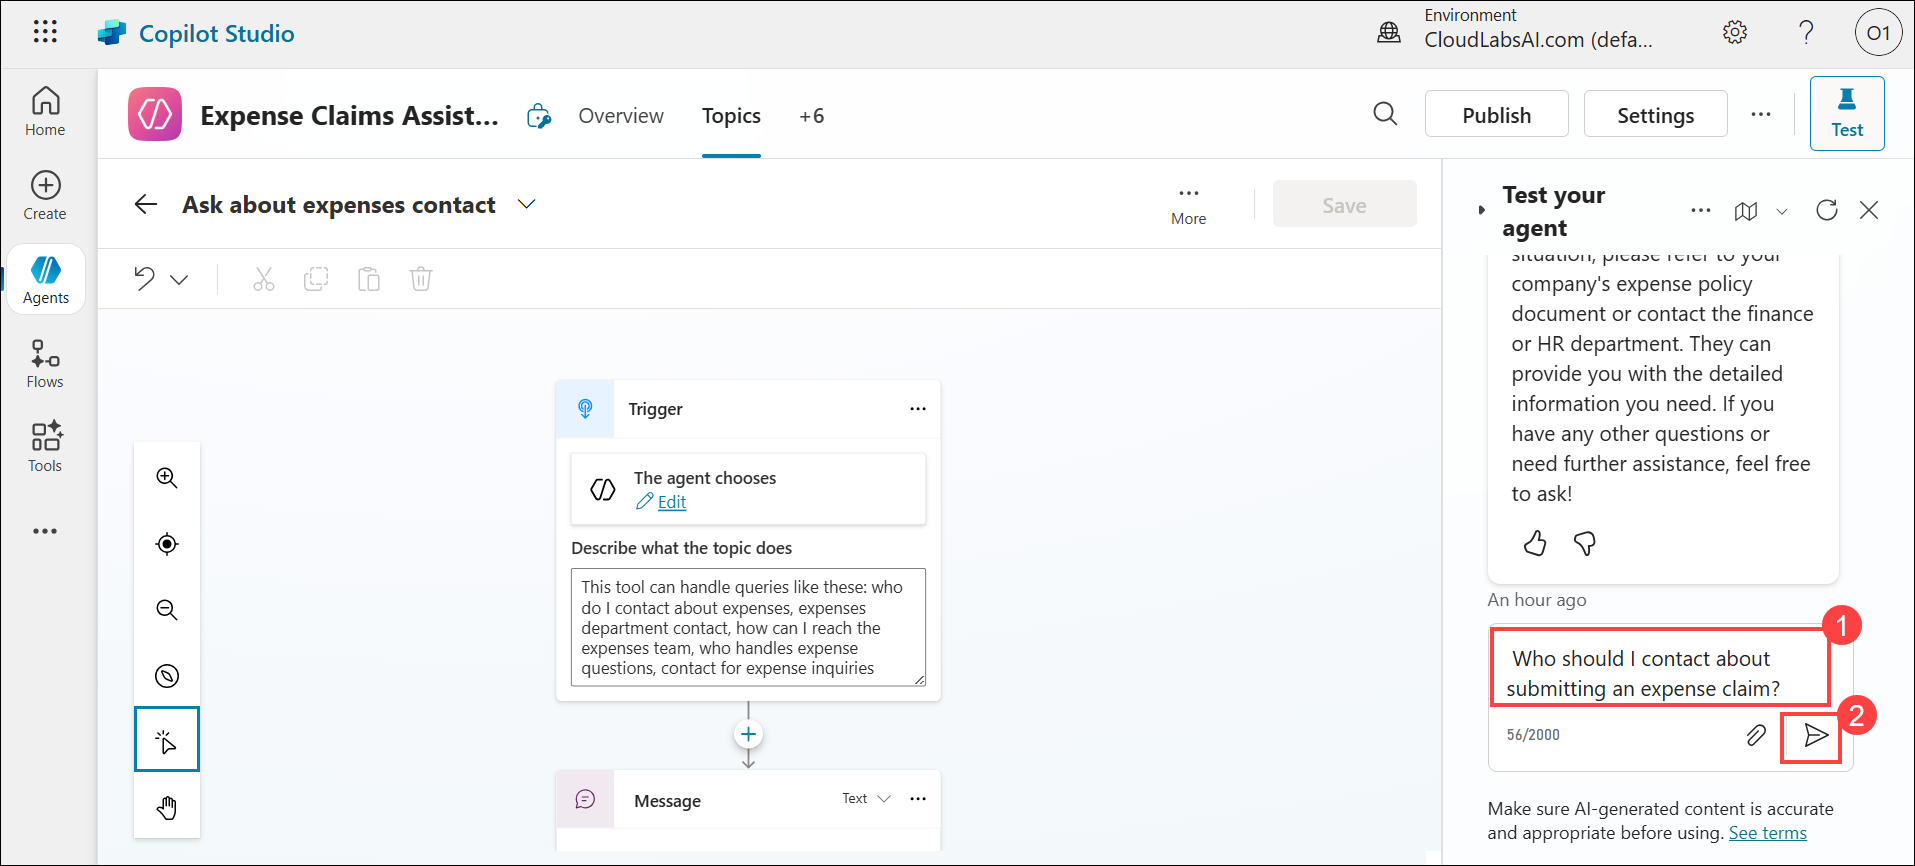 Copilot Studio
Environment
CloudLabsAI.com (defa...
O1
Home
Create
Agents
Flows
Tools
Expense Claims Assist...
Overview
Topics
+6
Publish
Settings
Test
Ask about expenses contact
More
Save
Trigger
The agent chooses
Edit
Describe what the topic does
This tool can handle queries like these: who
do I contact about expenses, expenses
department contact, how can I reach the
expenses team, who handles expense
questions, contact for expense inquiries
Message
Text
Test your
agent
situation, please refer to your
company's expense policy
document or contact the finance
or HR department. They can
provide you with the detailed
information you need. If you
have any other questions or
need further assistance, feel free
to ask!
An hour ago
1
Who should I contact about
submitting an expense claim?
2
56/2000
Make sure AI-generated content is accurate
and appropriate before using. See terms